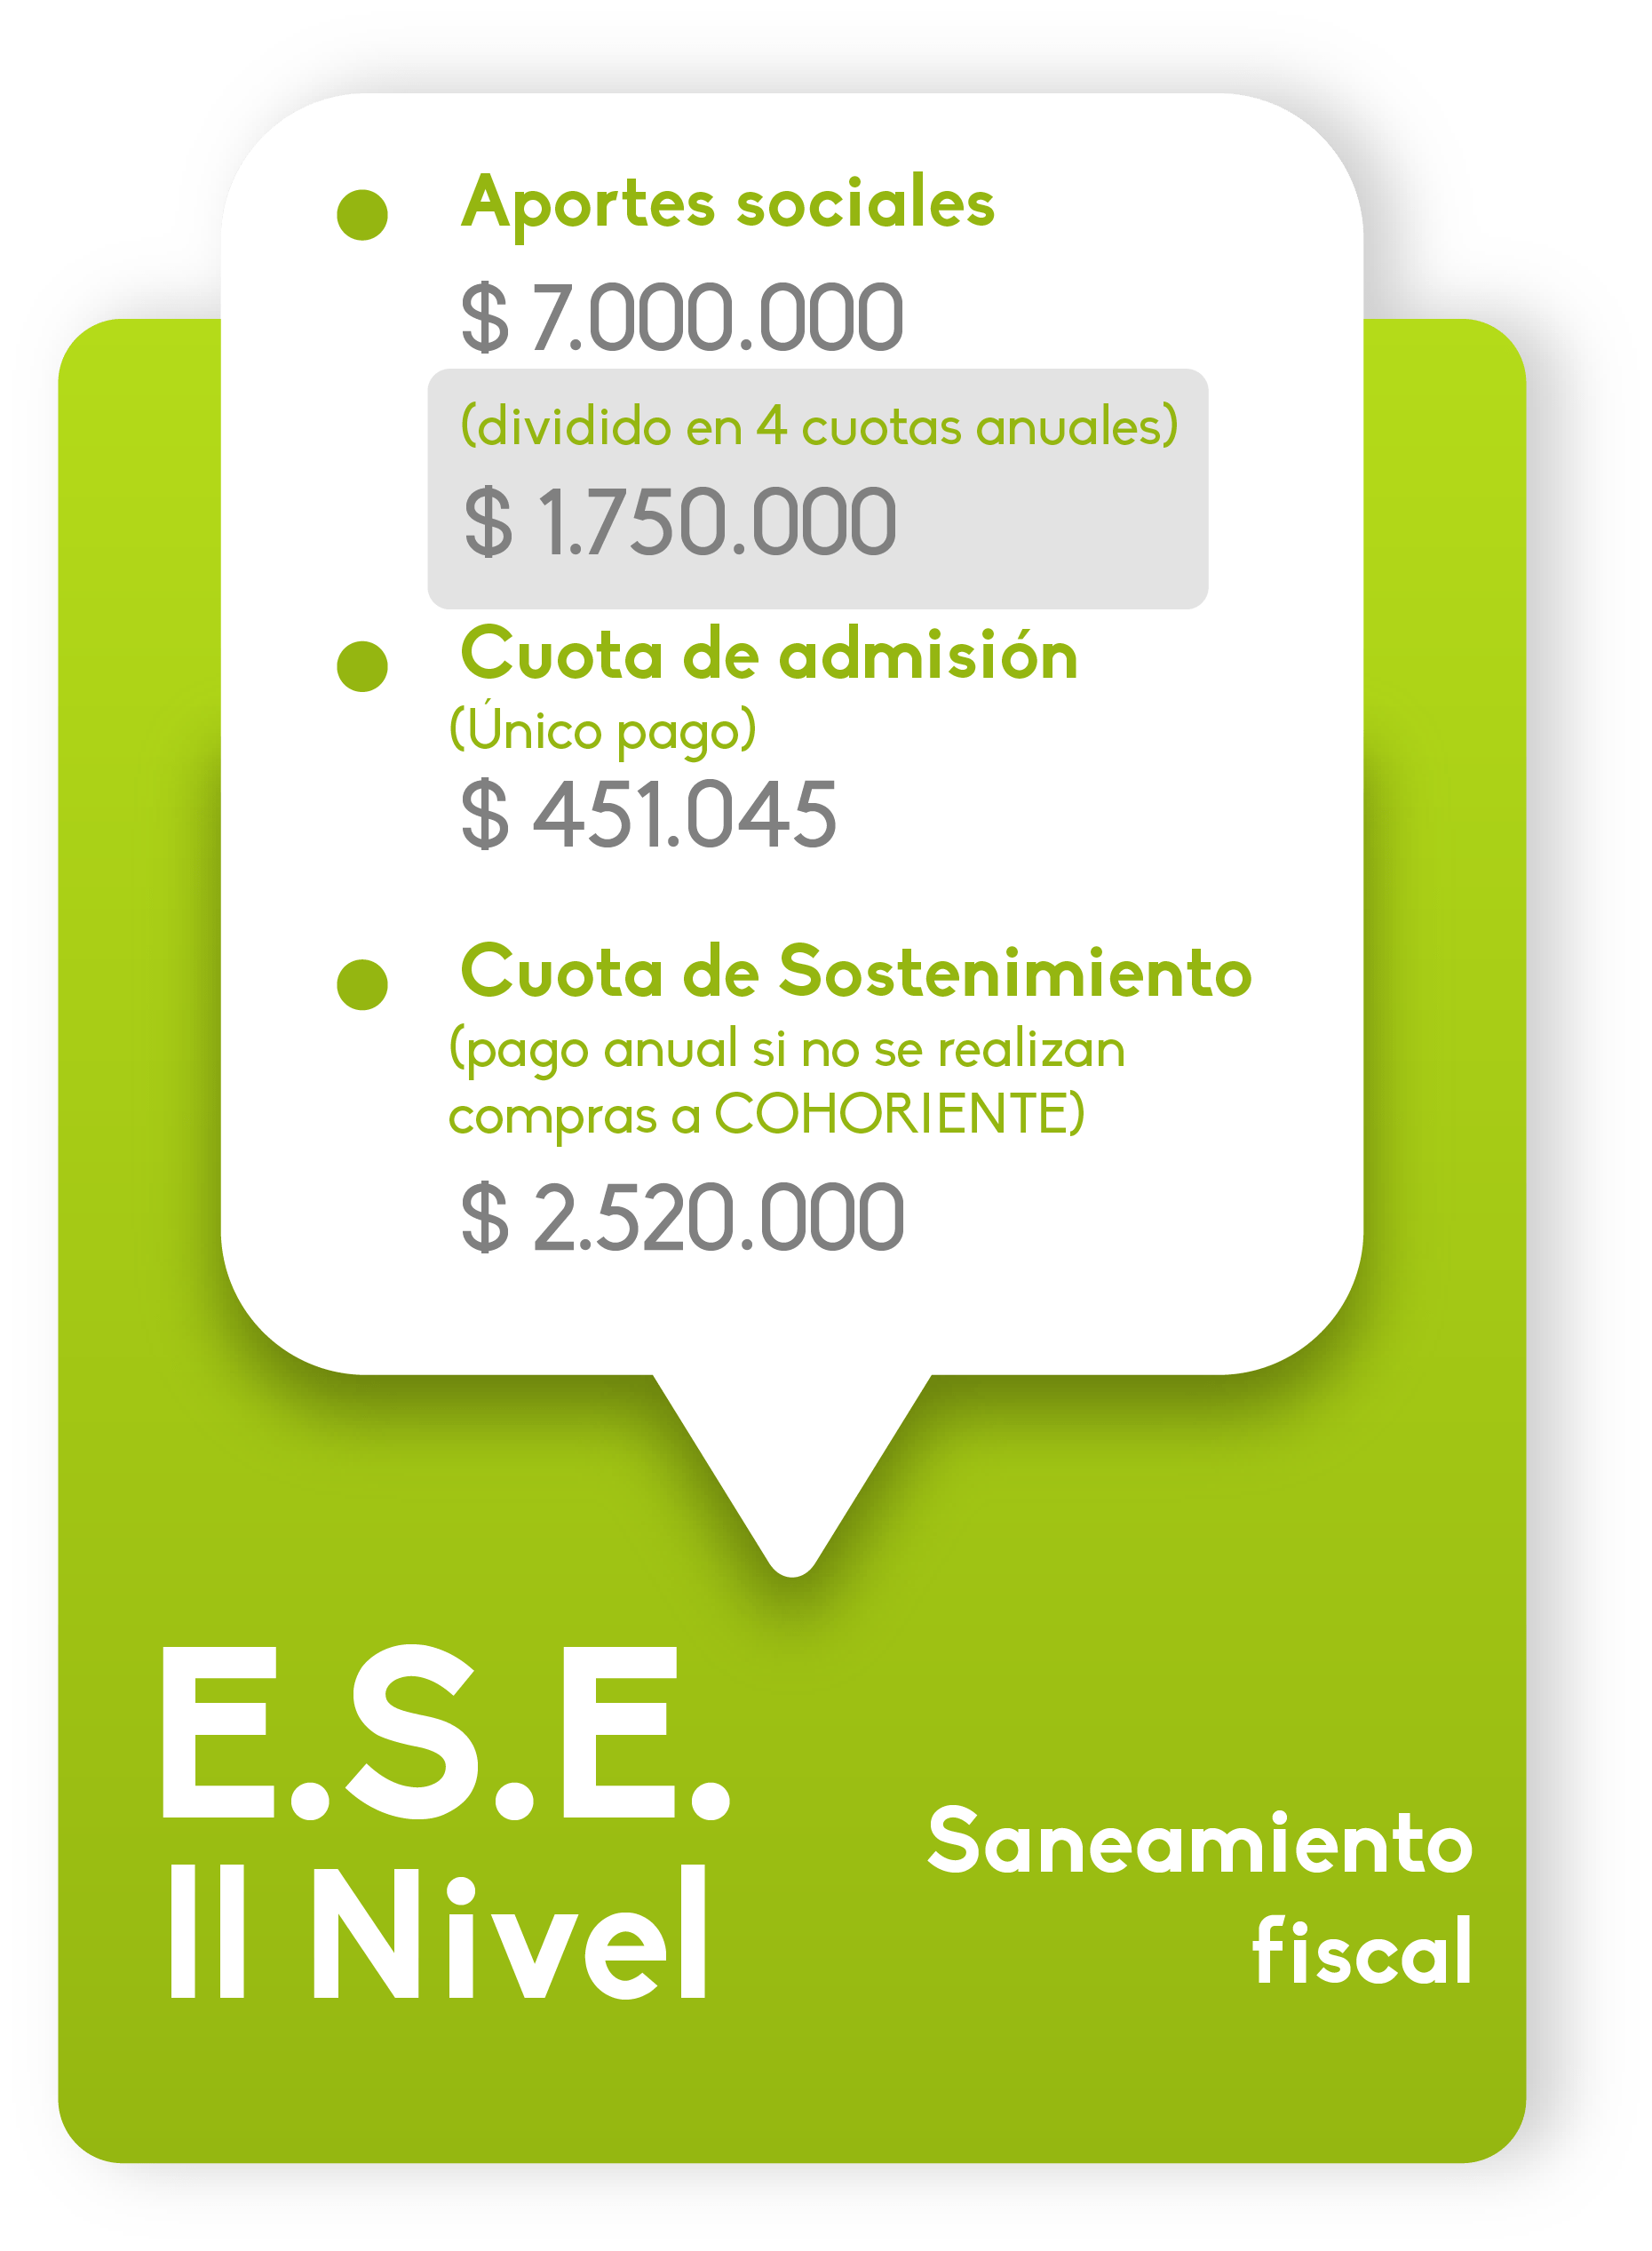 Aportes sociales
$ 7.000.000
(dividido en 4 cuotas anuales)
$ 1.750.000
Cuota de admisión
(Único pago)
$ 451.045
Cuota de Sostenimiento
(pago anual si no se realizan
compras a COHORIENTE)
$ 2.520.000
E.S.E.
II Nivel
Saneamiento
fiscal